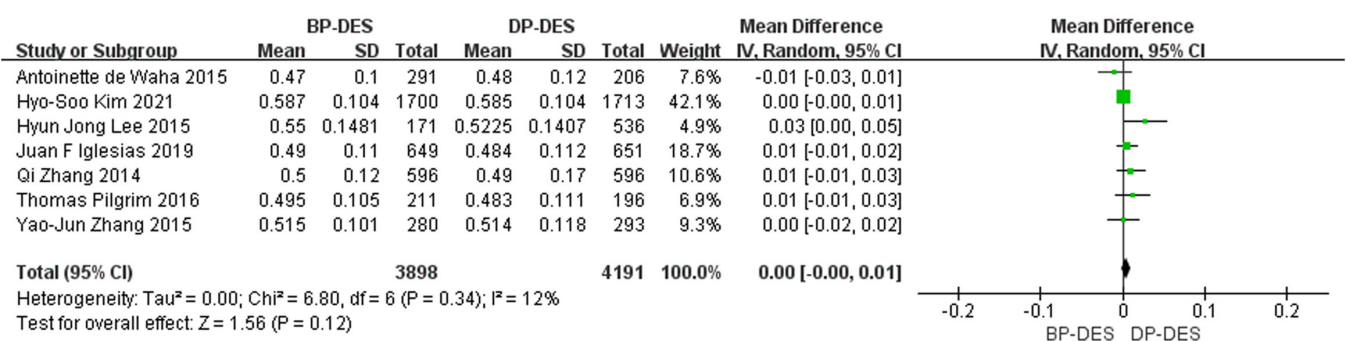 BP-DES DP-DES Mean Difference Mean Difference
Study or Subgroup Mean SD Total Mean SD Total Weight IV, Random, 95% CI IV, Random, 95% CI
Antoinette de Waha 2015 0.47 0.1 291 0.48 0.12 206 7.6% -0.01 [-0.03, 0.01]
Hyo-Soo Kim 2021 0.587 0.104 1700 0.585 0.104 1713 42.1% 0.00 [-0.00, 0.01]
Hyun Jong Lee 2015 0.55 0.1481 171 0.5225 0.1407 536 4.9% 0.03 [0.00, 0.05]
Juan F Iglesias 2019 0.49 0.11 649 0.484 0.112 651 18.7% 0.01 [-0.01, 0.02]
Qi Zhang 2014 0.5 0.12 596 0.49 0.17 596 10.6% 0.01 [-0.01, 0.03]
Thomas Pilgrim 2016 0.495 0.105 211 0.483 0.111 196 6.9% 0.01 [-0.01, 0.03]
Yao-Jun Zhang 2015 0.515 0.101 280 0.514 0.118 293 9.3% 0.00 [-0.02, 0.02]
Total (95% CI) 3898 4191 100.0% 0.00 [-0.00, 0.01]
Heterogeneity: Tau² = 0.00; Chi² = 6.80, df = 6 (P = 0.34); I² = 12%
Test for overall effect: Z = 1.56 (P = 0.12)
-0.2 -0.1 0 0.1 0.2
BP-DES DP-DES